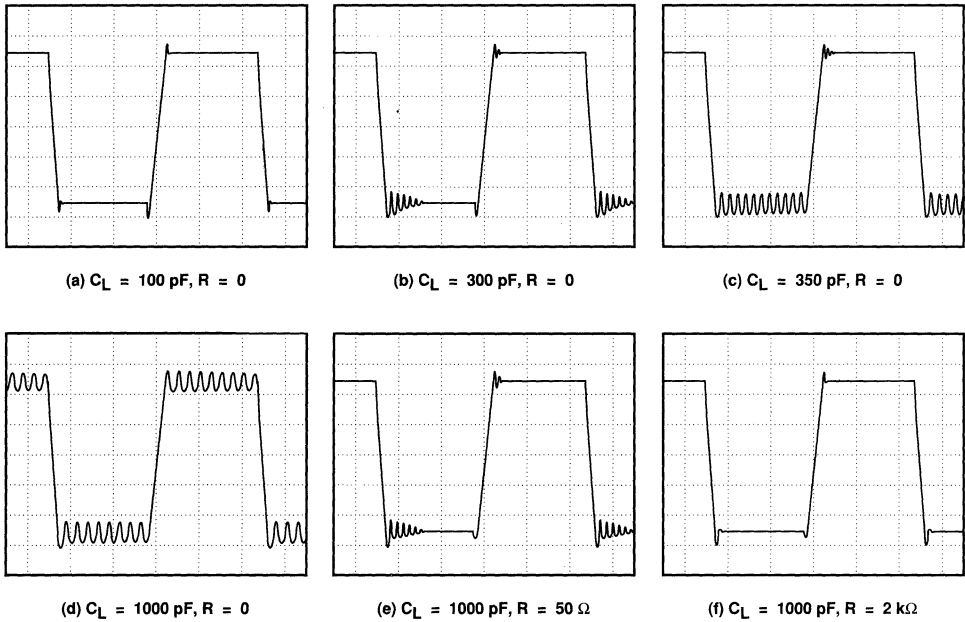 (a) CL = 100 pF, R = 0
(b) CL = 300 pF, R = 0
(c) CL = 350 pF, R = 0
(d) CL = 1000 pF, R = 0
(e) CL = 1000 pF, R = 50 Ω
(f) CL = 1000 pF, R = 2 kΩ